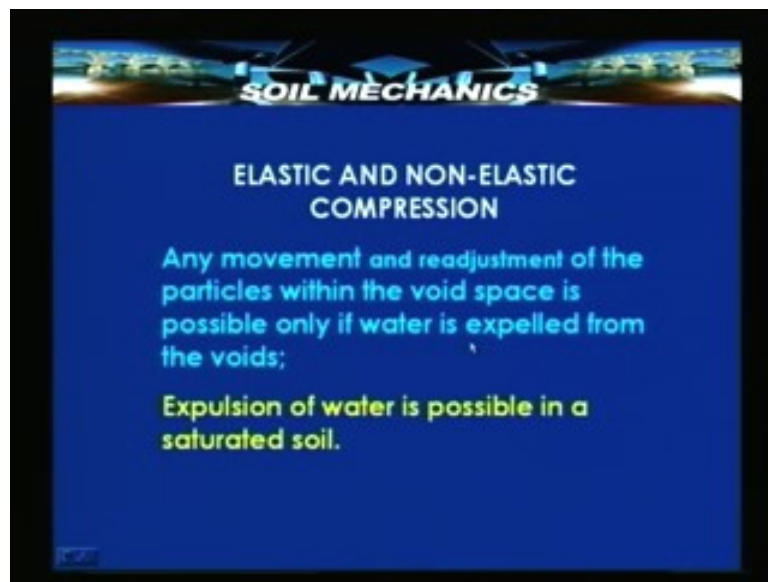 SOIL MECHANICS
ELASTIC AND NON-ELASTIC
COMPRESSION
Any movement and readjustment of the
particles within the void space is
possible only if water is expelled from
the voids;
Expulsion of water is possible in a
saturated soil.